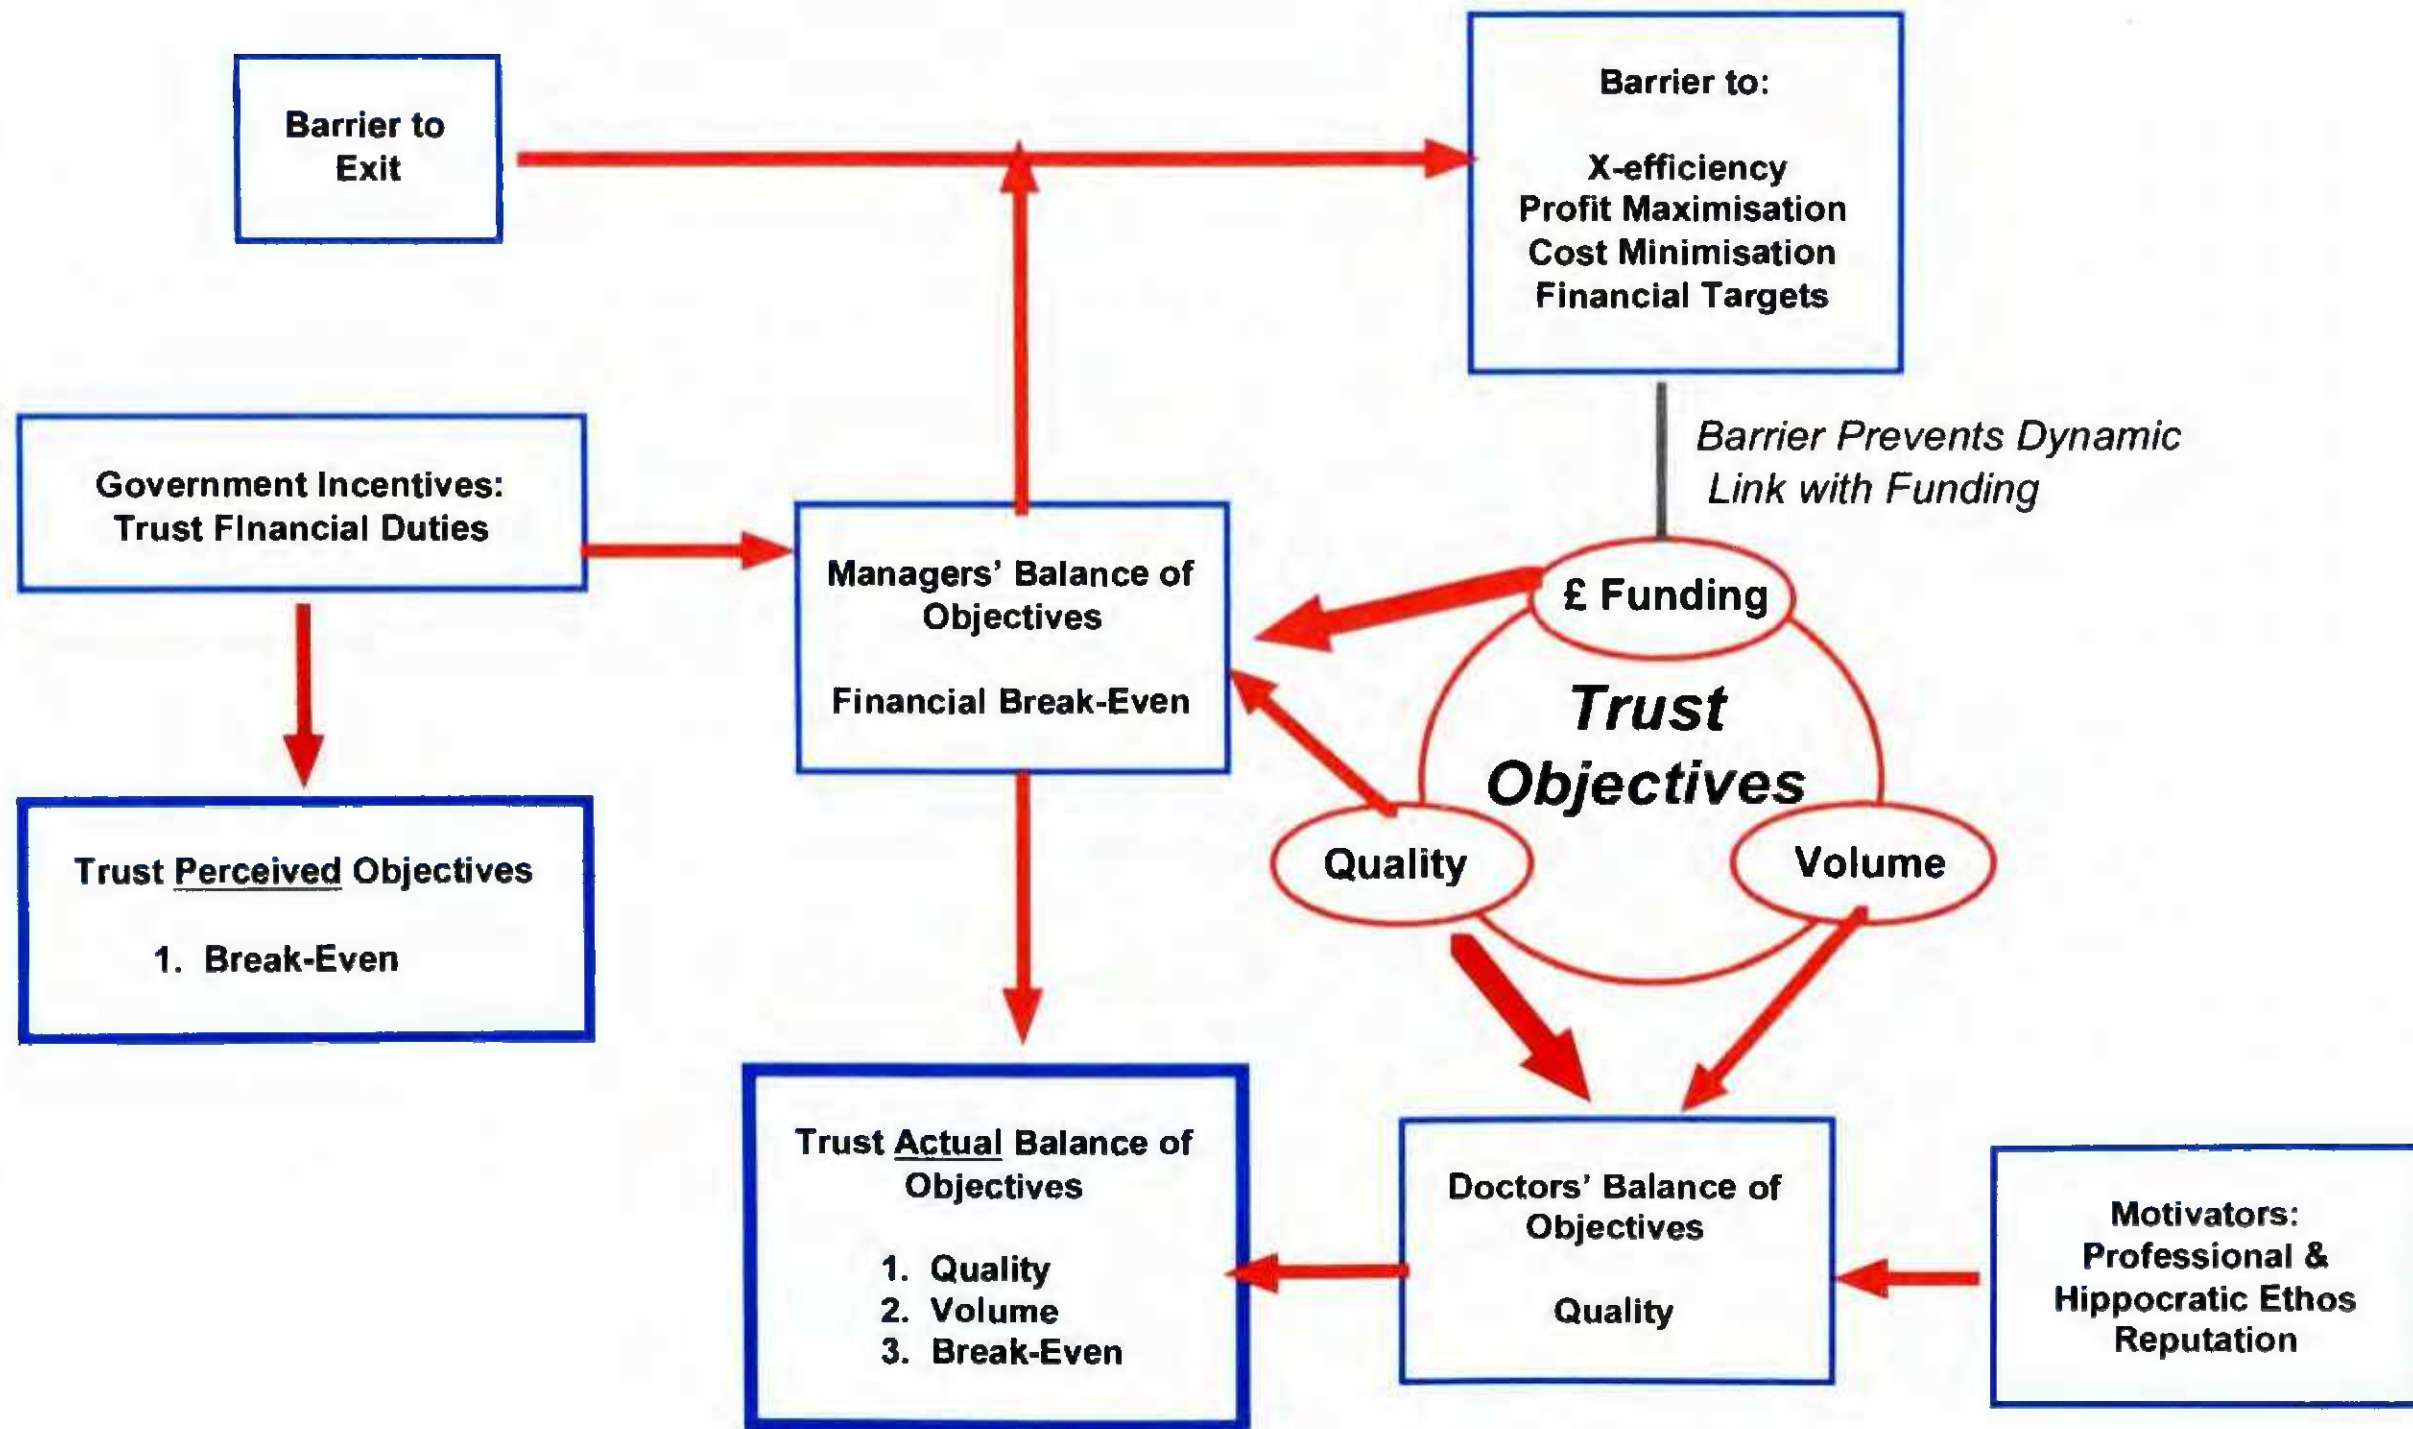 Barrier to
Exit
Barrier to:
X-efficiency
Profit Maximisation
Cost Minimisation
Financial Targets
Barrier Prevents Dynamic
Link with Funding
Government Incentives:
Trust FInancial Duties
Managers’ Balance of
Objectives
Financial Break-Even
£ Funding
Trust
Objectives
Quality
Volume
Trust Perceived Objectives
1. Break-Even
Trust Actual Balance of
Objectives
1. Quality
2. Volume
3. Break-Even
Doctors’ Balance of
Objectives
Quality
Motivators:
Professional &
Hippocratic Ethos
Reputation